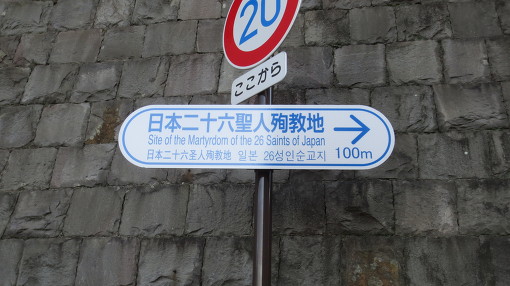 20
ここから
日本二十六聖人殉教地
Site of the Martyrdom of the 26 Saints of Japan
日本二十六圣人殉教地 일본 26성인순교지 100m